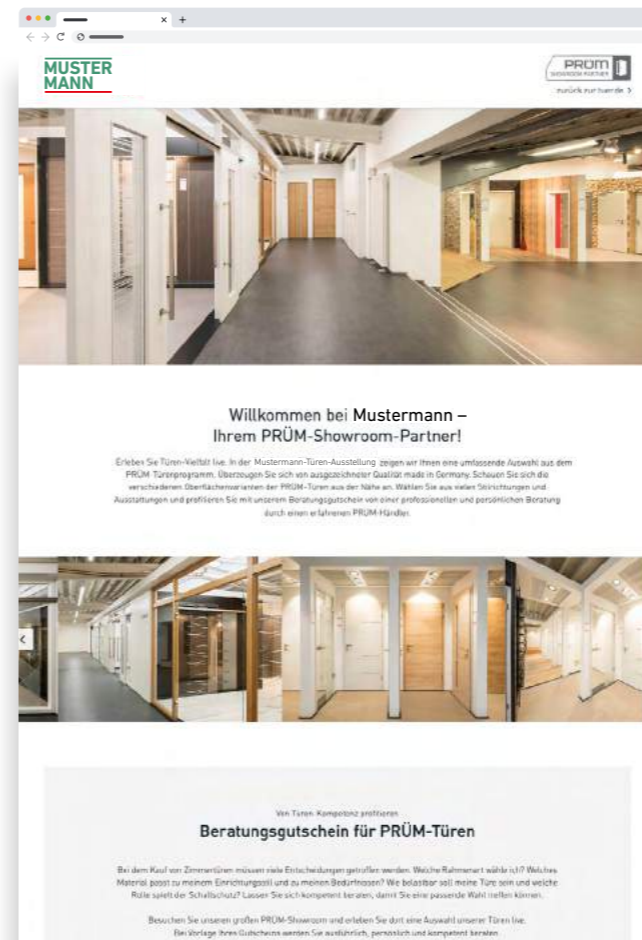 MUSTER
MANN
PRÜM
SHOWROOM PARTNER
zurück zur tuer.de >
Willkommen bei Mustermann –
Ihrem PRÜM-Showroom-Partner!
Erleben Sie Türen-Vielfalt live. In der Mustermann-Türen-Ausstellung zeigen wir Ihnen eine umfassende Auswahl aus dem
PRÜM Türenprogramm. Überzeugen Sie sich von ausgezeichneter Qualität made in Germany. Schauen Sie sich die
verschiedenen Oberflächenvarianten der PRÜM-Türen aus der Nähe an. Wählen Sie aus vielen Stilrichtungen und
Ausstattungen und profitieren Sie mit unserem Beratungsgutschein von einer professionellen und persönlichen Beratung
durch einen erfahrenen PRÜM-Händler.
Von Türen-Kompetenz profitieren
Beratungsgutschein für PRÜM-Türen
Bei dem Kauf von Zimmertüren müssen viele Entscheidungen getroffen werden. Welche Rahmenart wähle ich? Welches
Material passt zu meinem Einrichtungsstil und zu meinen Bedürfnissen? Wie belastbar soll meine Türe sein und welche
Rolle spielt der Schallschutz? Lassen Sie sich kompetent beraten, damit Sie eine passende Wahl treffen können.
Besuchen Sie unseren großen PRÜM-Showroom und erleben Sie dort eine Auswahl unserer Türen live.
Bei Vorlage Ihres Gutscheins werden Sie ausführlich, persönlich und kompetent beraten.